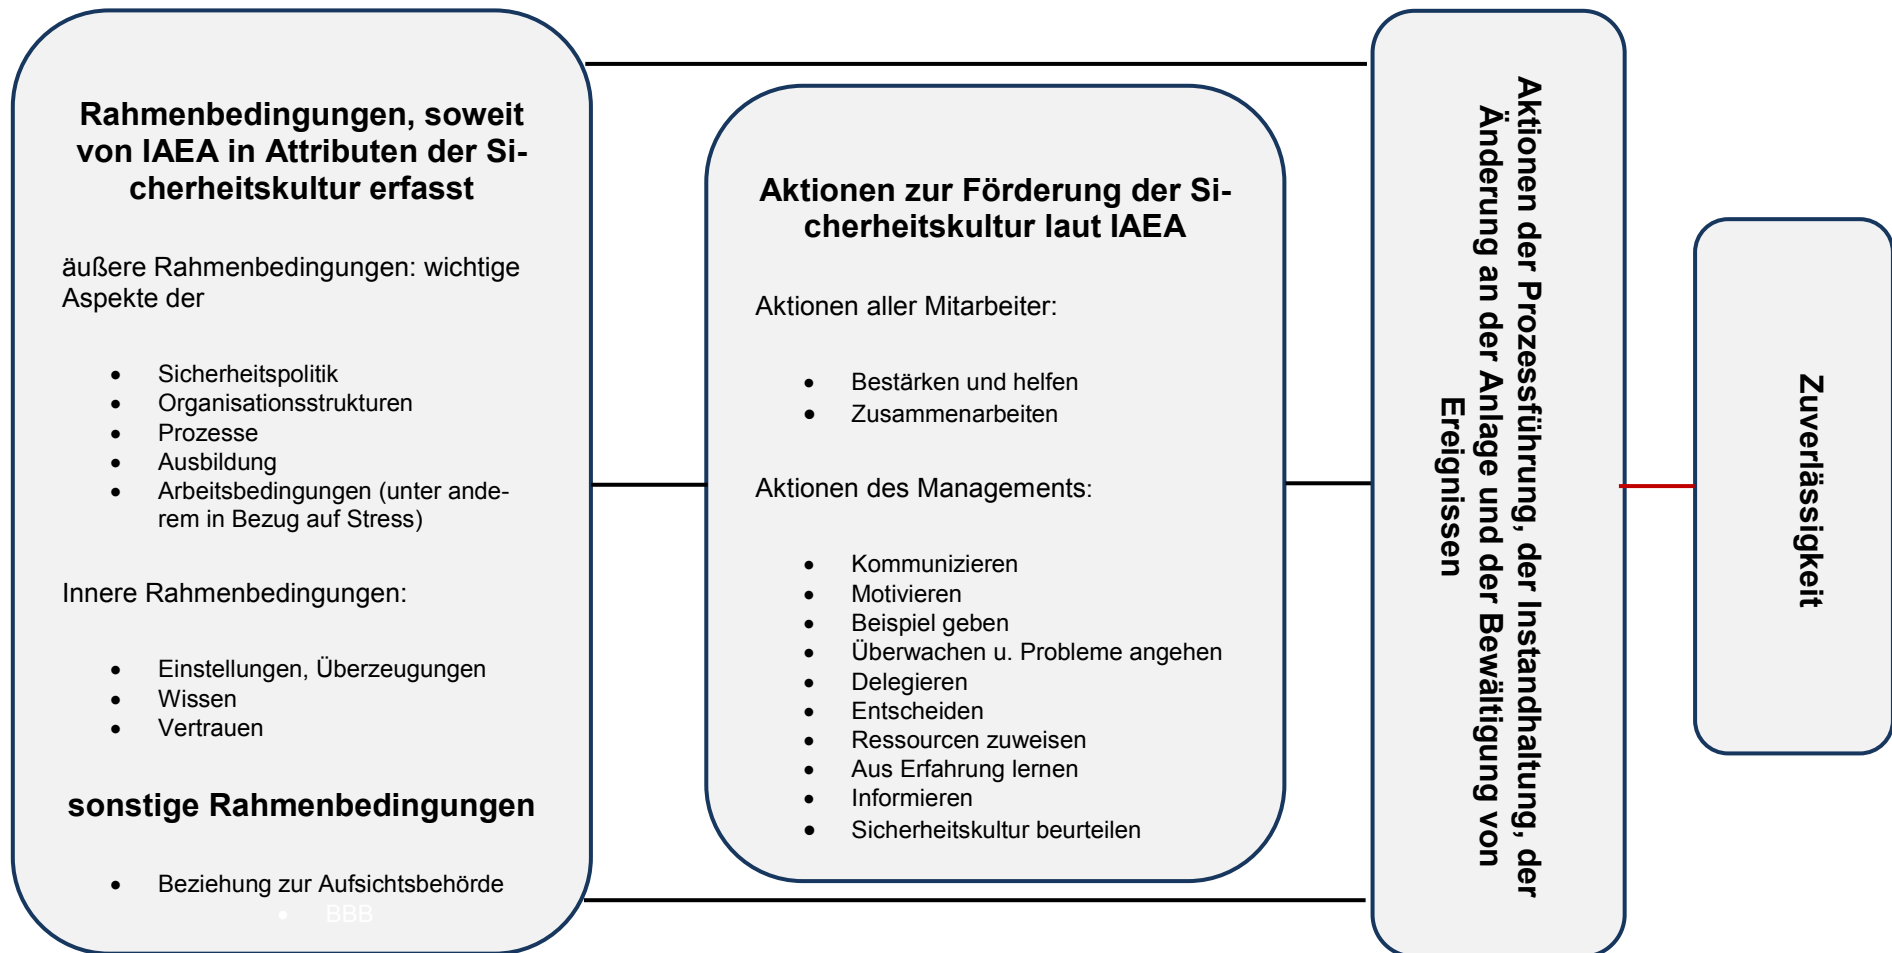 Rahmenbedingungen, soweit
von IAEA in Attributen der Si-
cherheitskultur erfasst
äußere Rahmenbedingungen: wichtige
Aspekte der
• Sicherheitspolitik
• Organisationsstrukturen
• Prozesse
• Ausbildung
• Arbeitsbedingungen (unter ande-
rem in Bezug auf Stress)
Innere Rahmenbedingungen:
• Einstellungen, Überzeugungen
• Wissen
• Vertrauen
sonstige Rahmenbedingungen
• Beziehung zur Aufsichtsbehörde
• BBB
Aktionen zur Förderung der Si-
cherheitskultur laut IAEA
Aktionen aller Mitarbeiter:
• Bestärken und helfen
• Zusammenarbeiten
Aktionen des Managements:
• Kommunizieren
• Motivieren
• Beispiel geben
• Überwachen u. Probleme angehen
• Delegieren
• Entscheiden
• Ressourcen zuweisen
• Aus Erfahrung lernen
• Informieren
• Sicherheitskultur beurteilen
Aktionen der Prozessführung, der Instandhaltung, der
Änderung an der Anlage und der Bewältigung von
Ereignissen
Zuverlässigkeit